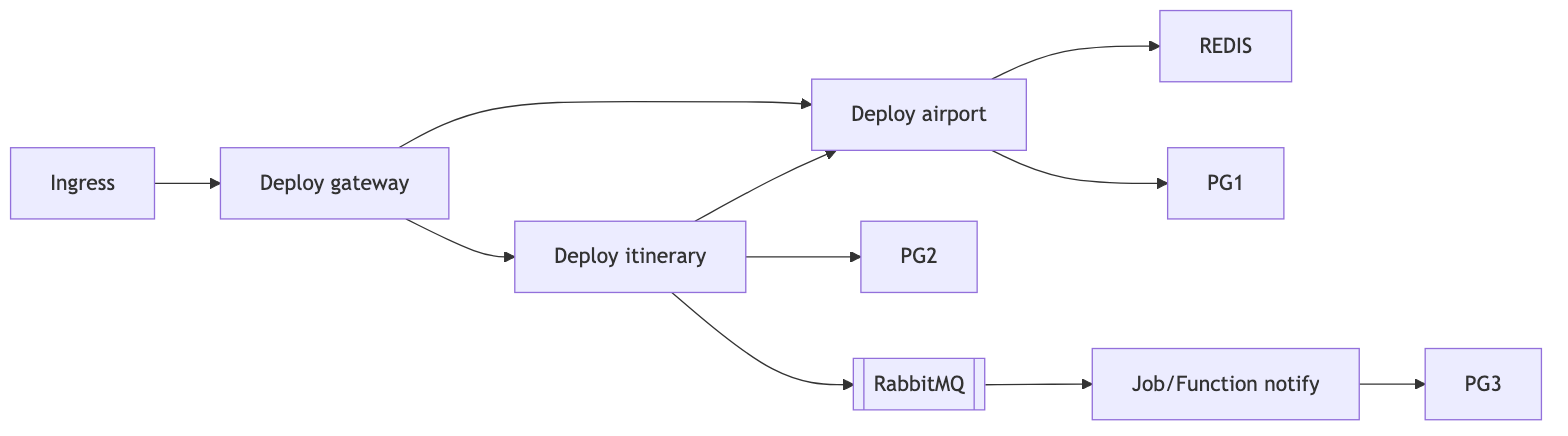 REDIS
Deploy airport
Ingress
Deploy gateway
PG1
Deploy itinerary
PG2
RabbitMQ
Job/Function notify
PG3